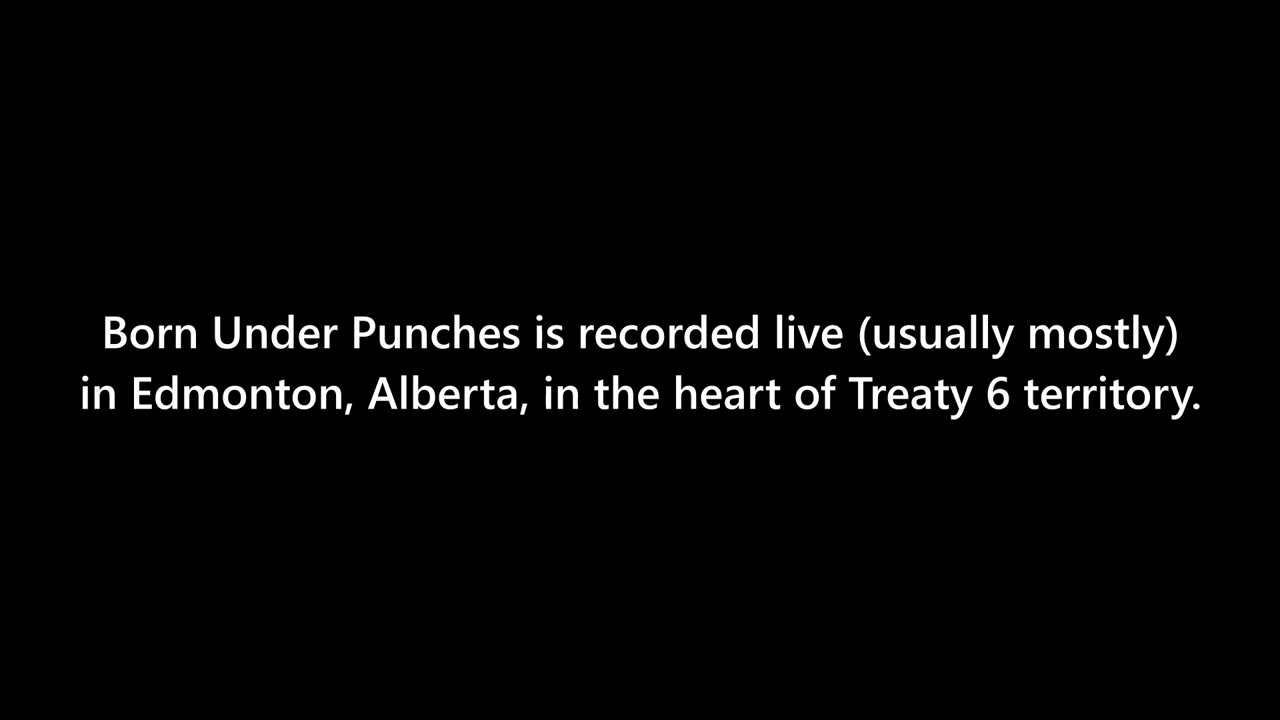 Born Under Punches is recorded live (usually mostly)
in Edmonton, Alberta, in the heart of Treaty 6 territory.